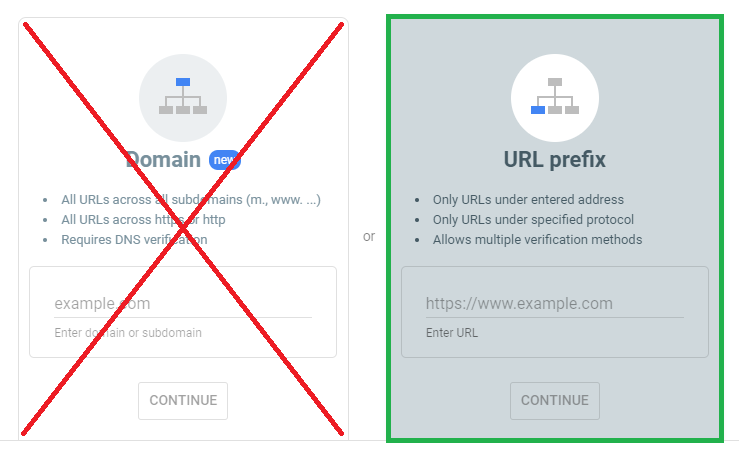 Domain new
All URLs across all subdomains (m., www. ...)
All URLs across https or http
Requires DNS verification
example.com
Enter domain or subdomain
CONTINUE
or
URL prefix
Only URLs under entered address
Only URLs under specified protocol
Allows multiple verification methods
https://www.example.com
Enter URL
CONTINUE